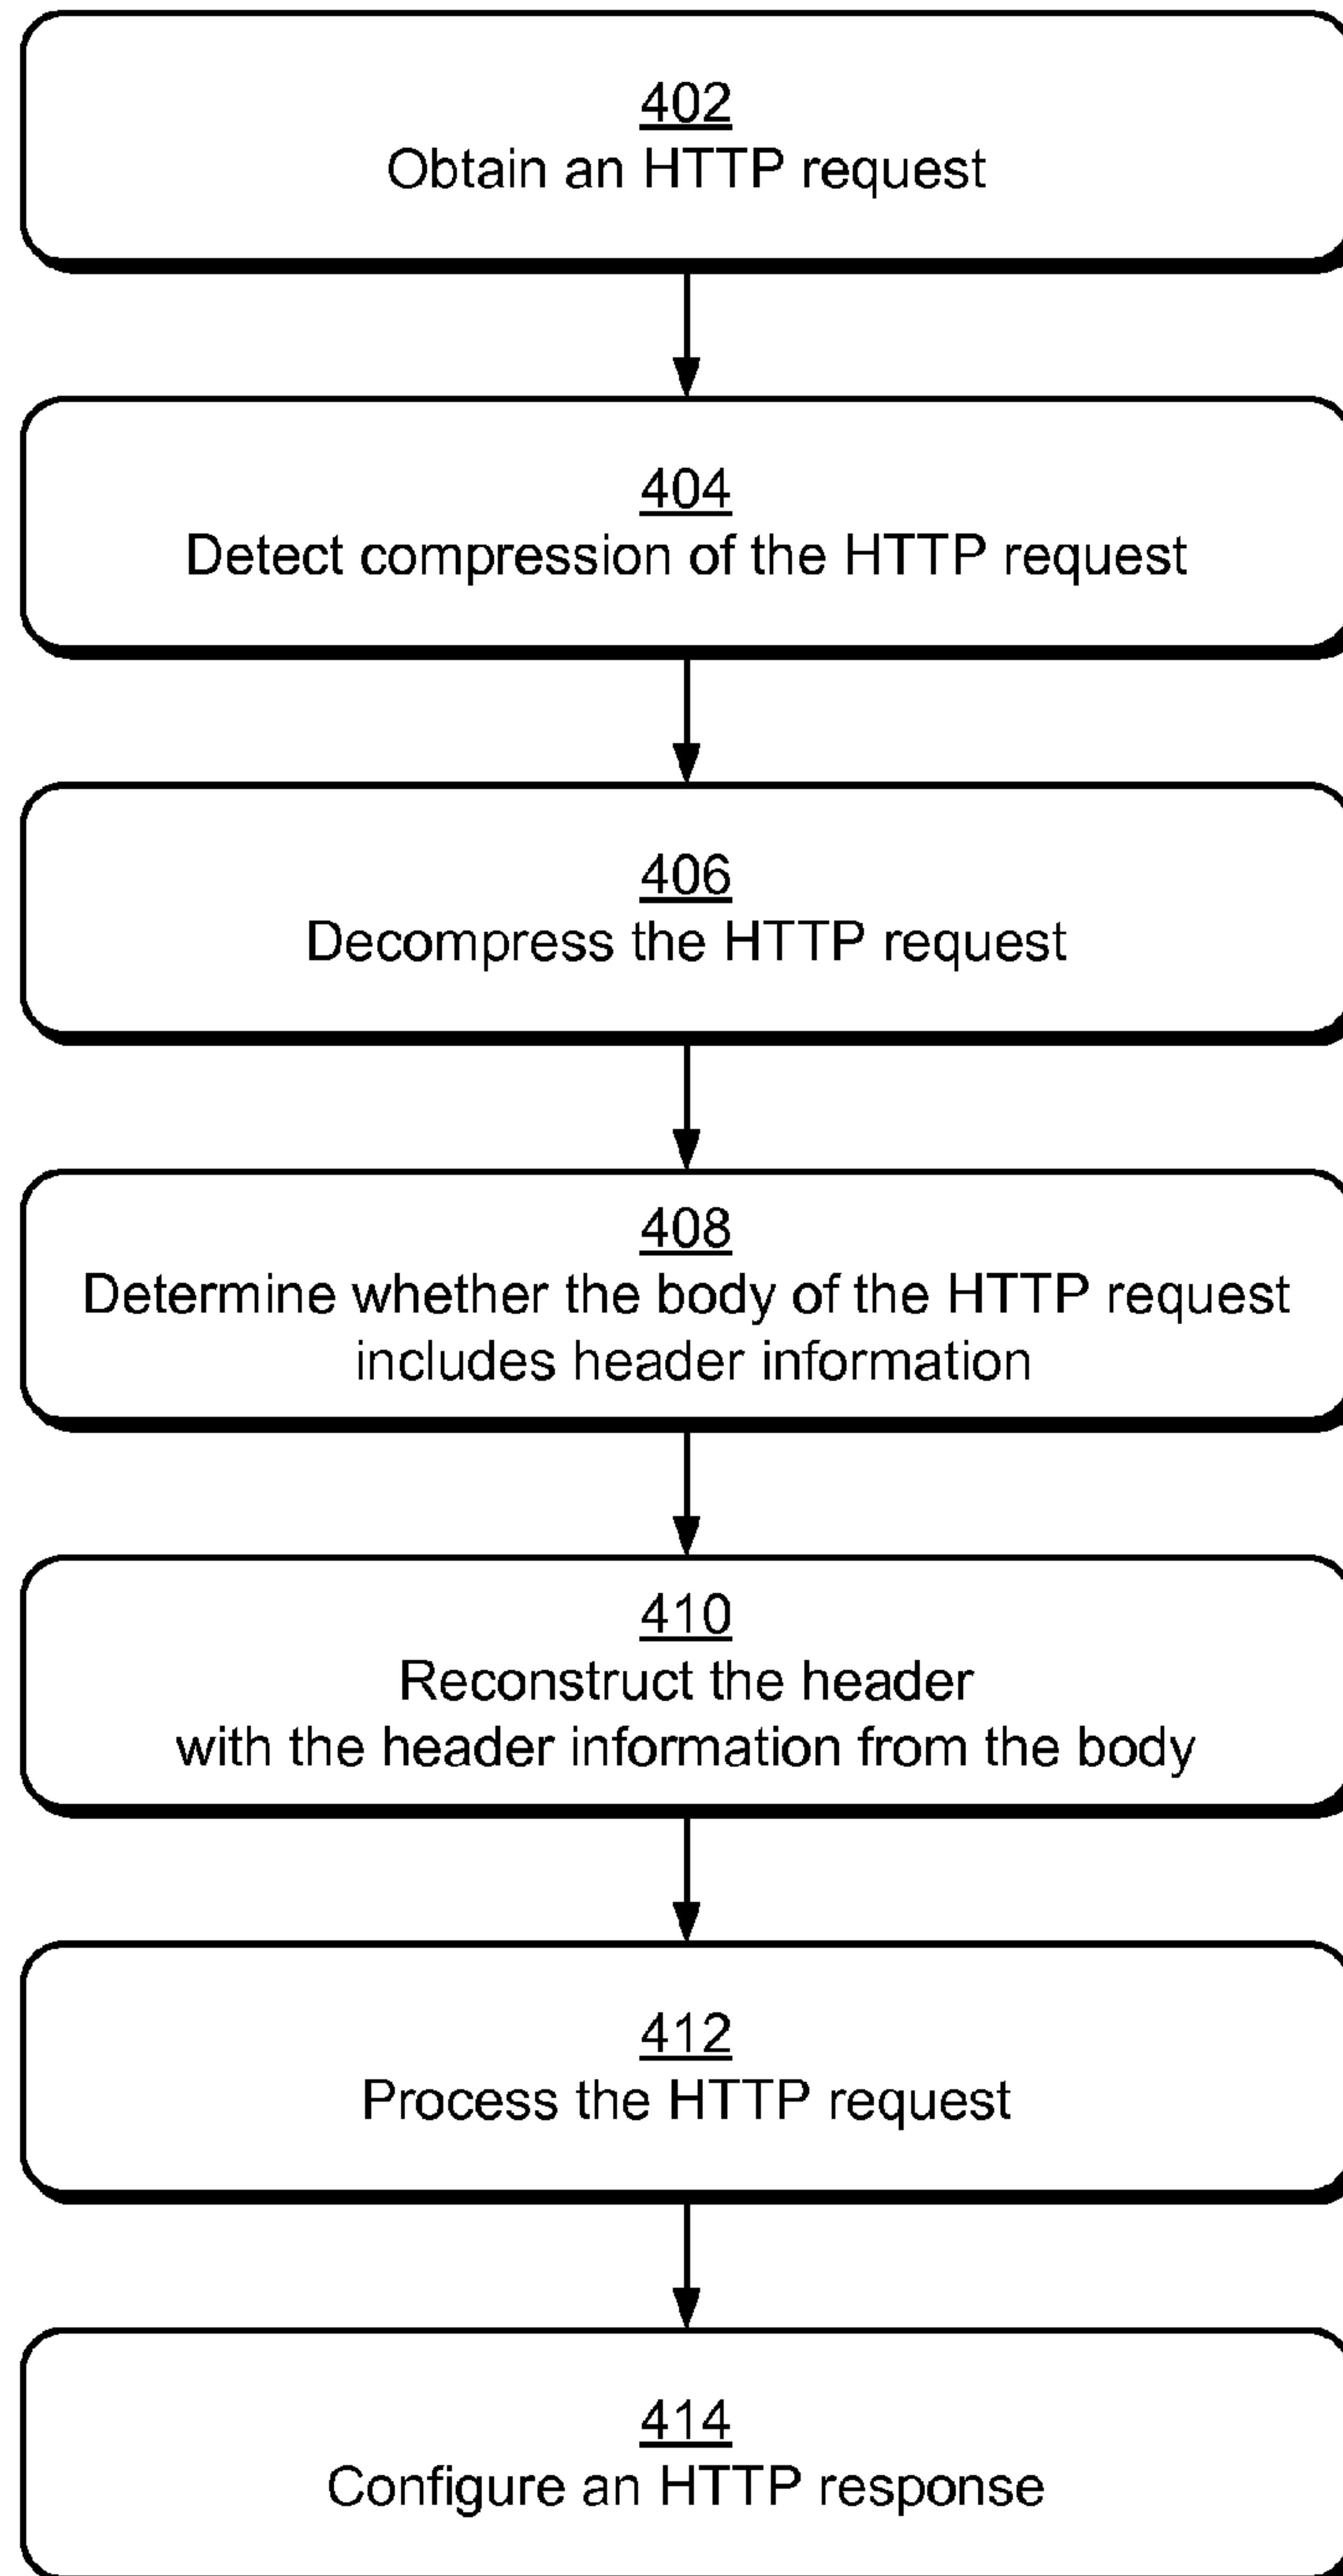 402
Obtain an HTTP request
404
Detect compression of the HTTP request
406
Decompress the HTTP request
408
Determine whether the body of the HTTP request
includes header information
410
Reconstruct the header
with the header information from the body
412
Process the HTTP request
414
Configure an HTTP response